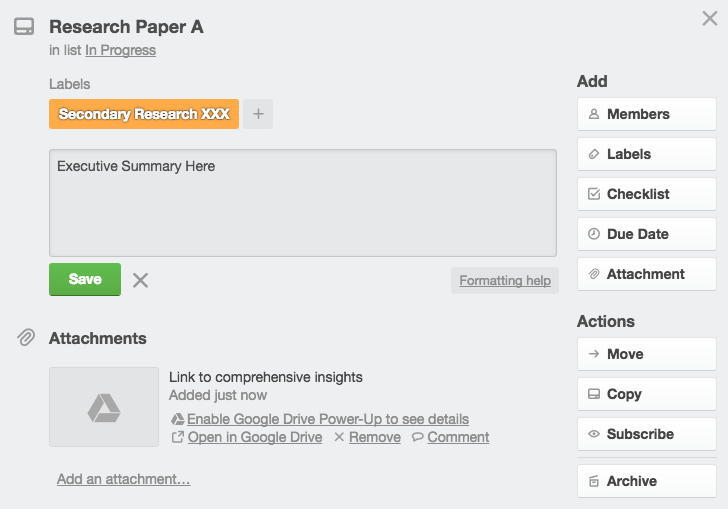 Research Paper A
in list In Progress
Labels
Secondary Research XXX +
Executive Summary Here
Save
Formatting help
Attachments
Link to comprehensive insights
Added just now
Enable Google Drive Power-Up to see details
Open in Google Drive Remove Comment
Add an attachment…
Add
Members
Labels
Checklist
Due Date
Attachment
Actions
Move
Copy
Subscribe
Archive